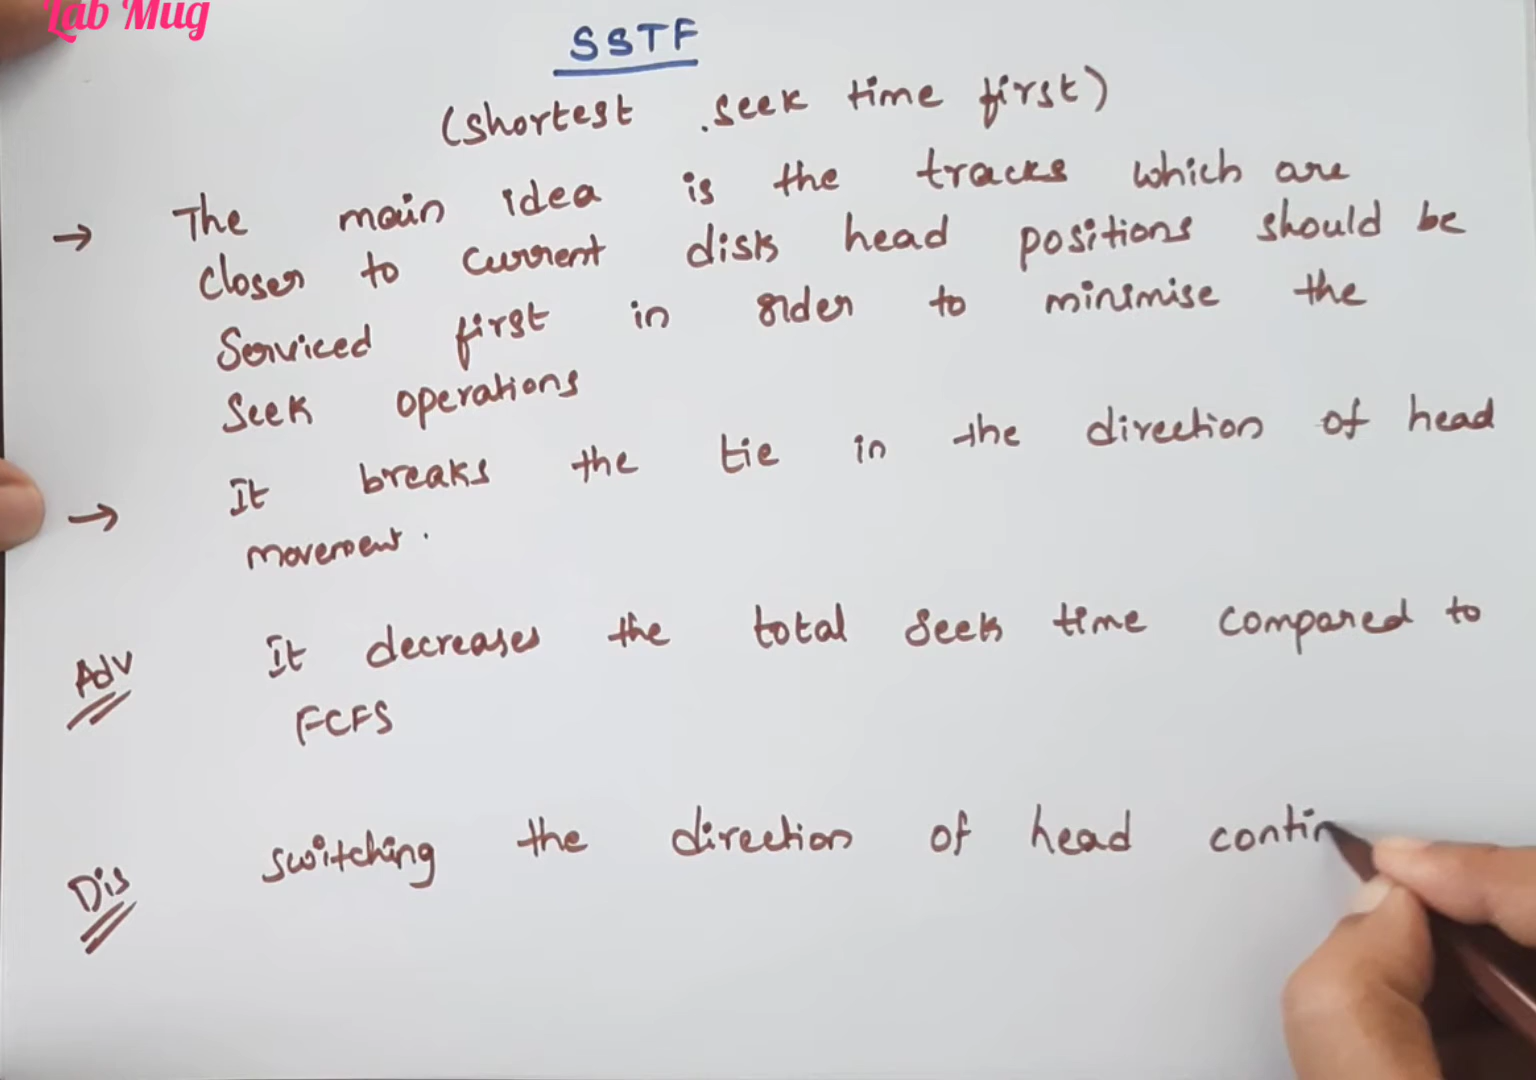 Lab Mug
SSTF
(shortest seek time first)
→ The main idea is the tracks which are
closer to current disk head positions should be
Serviced first in order to minimise the
Seek operations
→ It breaks the tie in the direction of head
movement.
Adv It decreases the total seek time compared to
FCFS
Dis switching the direction of head contin